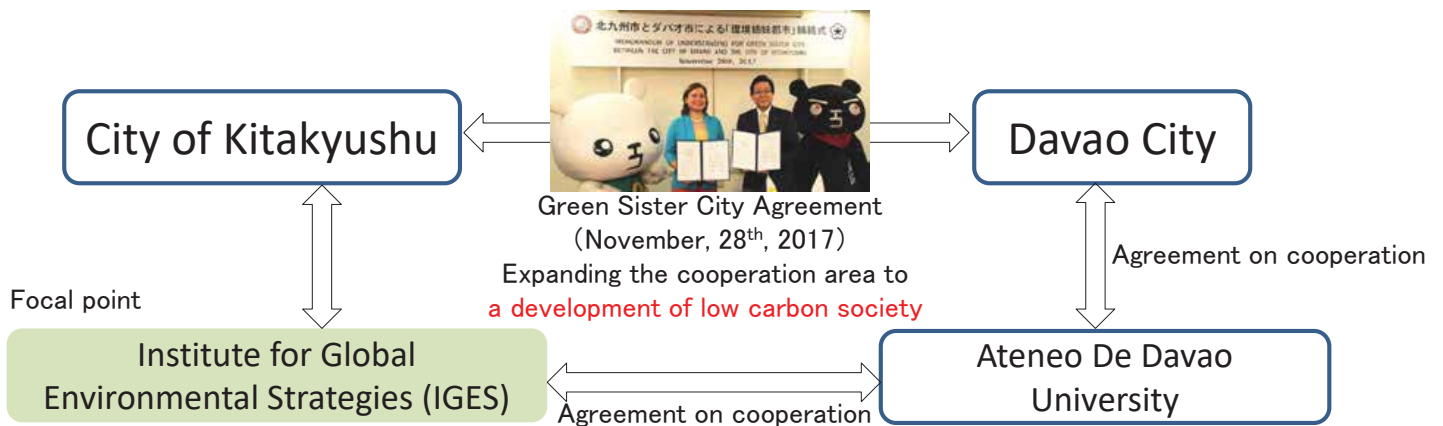 北九州市とダバオ市による「環境姉妹都市」締結式
MEMORANDUM OF UNDERSTANDING FOR GREEN SISTER CITY
BETWEEN THE CITY OF DAVAO AND THE CITY OF KITAKYUSHU
November 28th, 2017
City of Kitakyushu
Davao City
Green Sister City Agreement
(November, 28th, 2017)
Expanding the cooperation area to
a development of low carbon society
Agreement on cooperation
Focal point
Institute for Global
Environmental Strategies (IGES)
Ateneo De Davao
University
Agreement on cooperation